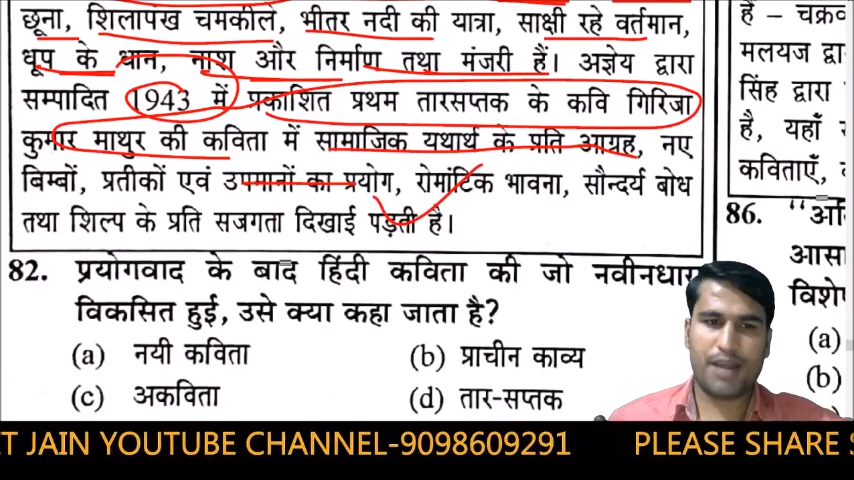 छूना, शिलापंख चमकीले, भीतर नदी की यात्रा, साक्षी रहे वर्तमान,
धूप के धान, नाश और निर्माण तथा मंजरी हैं। अज्ञेय द्वारा
सम्पादित 1943 में प्रकाशित प्रथम तारसप्तक के कवि गिरिजा
कुमार माथुर की कविता में सामाजिक यथार्थ के प्रति आग्रह, नए
बिम्बों, प्रतीकों एवं उपमानों का प्रयोग, रोमांटिक भावना, सौन्दर्य बोध
तथा शिल्प के प्रति सजगता दिखाई पड़ती है।
82. प्रयोगवाद के बाद हिंदी कविता की जो नवीनधारा
विकसित हुई, उसे क्या कहा जाता है?
(a) नयी कविता (b) प्राचीन काव्य
(c) अकविता (d) तार-सप्तक
है –
मलयज
सिंह द्वारा
है, यहाँ
कविताएँ,
86.
(a)
(b)
JAIN YOUTUBE CHANNEL-9098609291 PLEASE SHARE